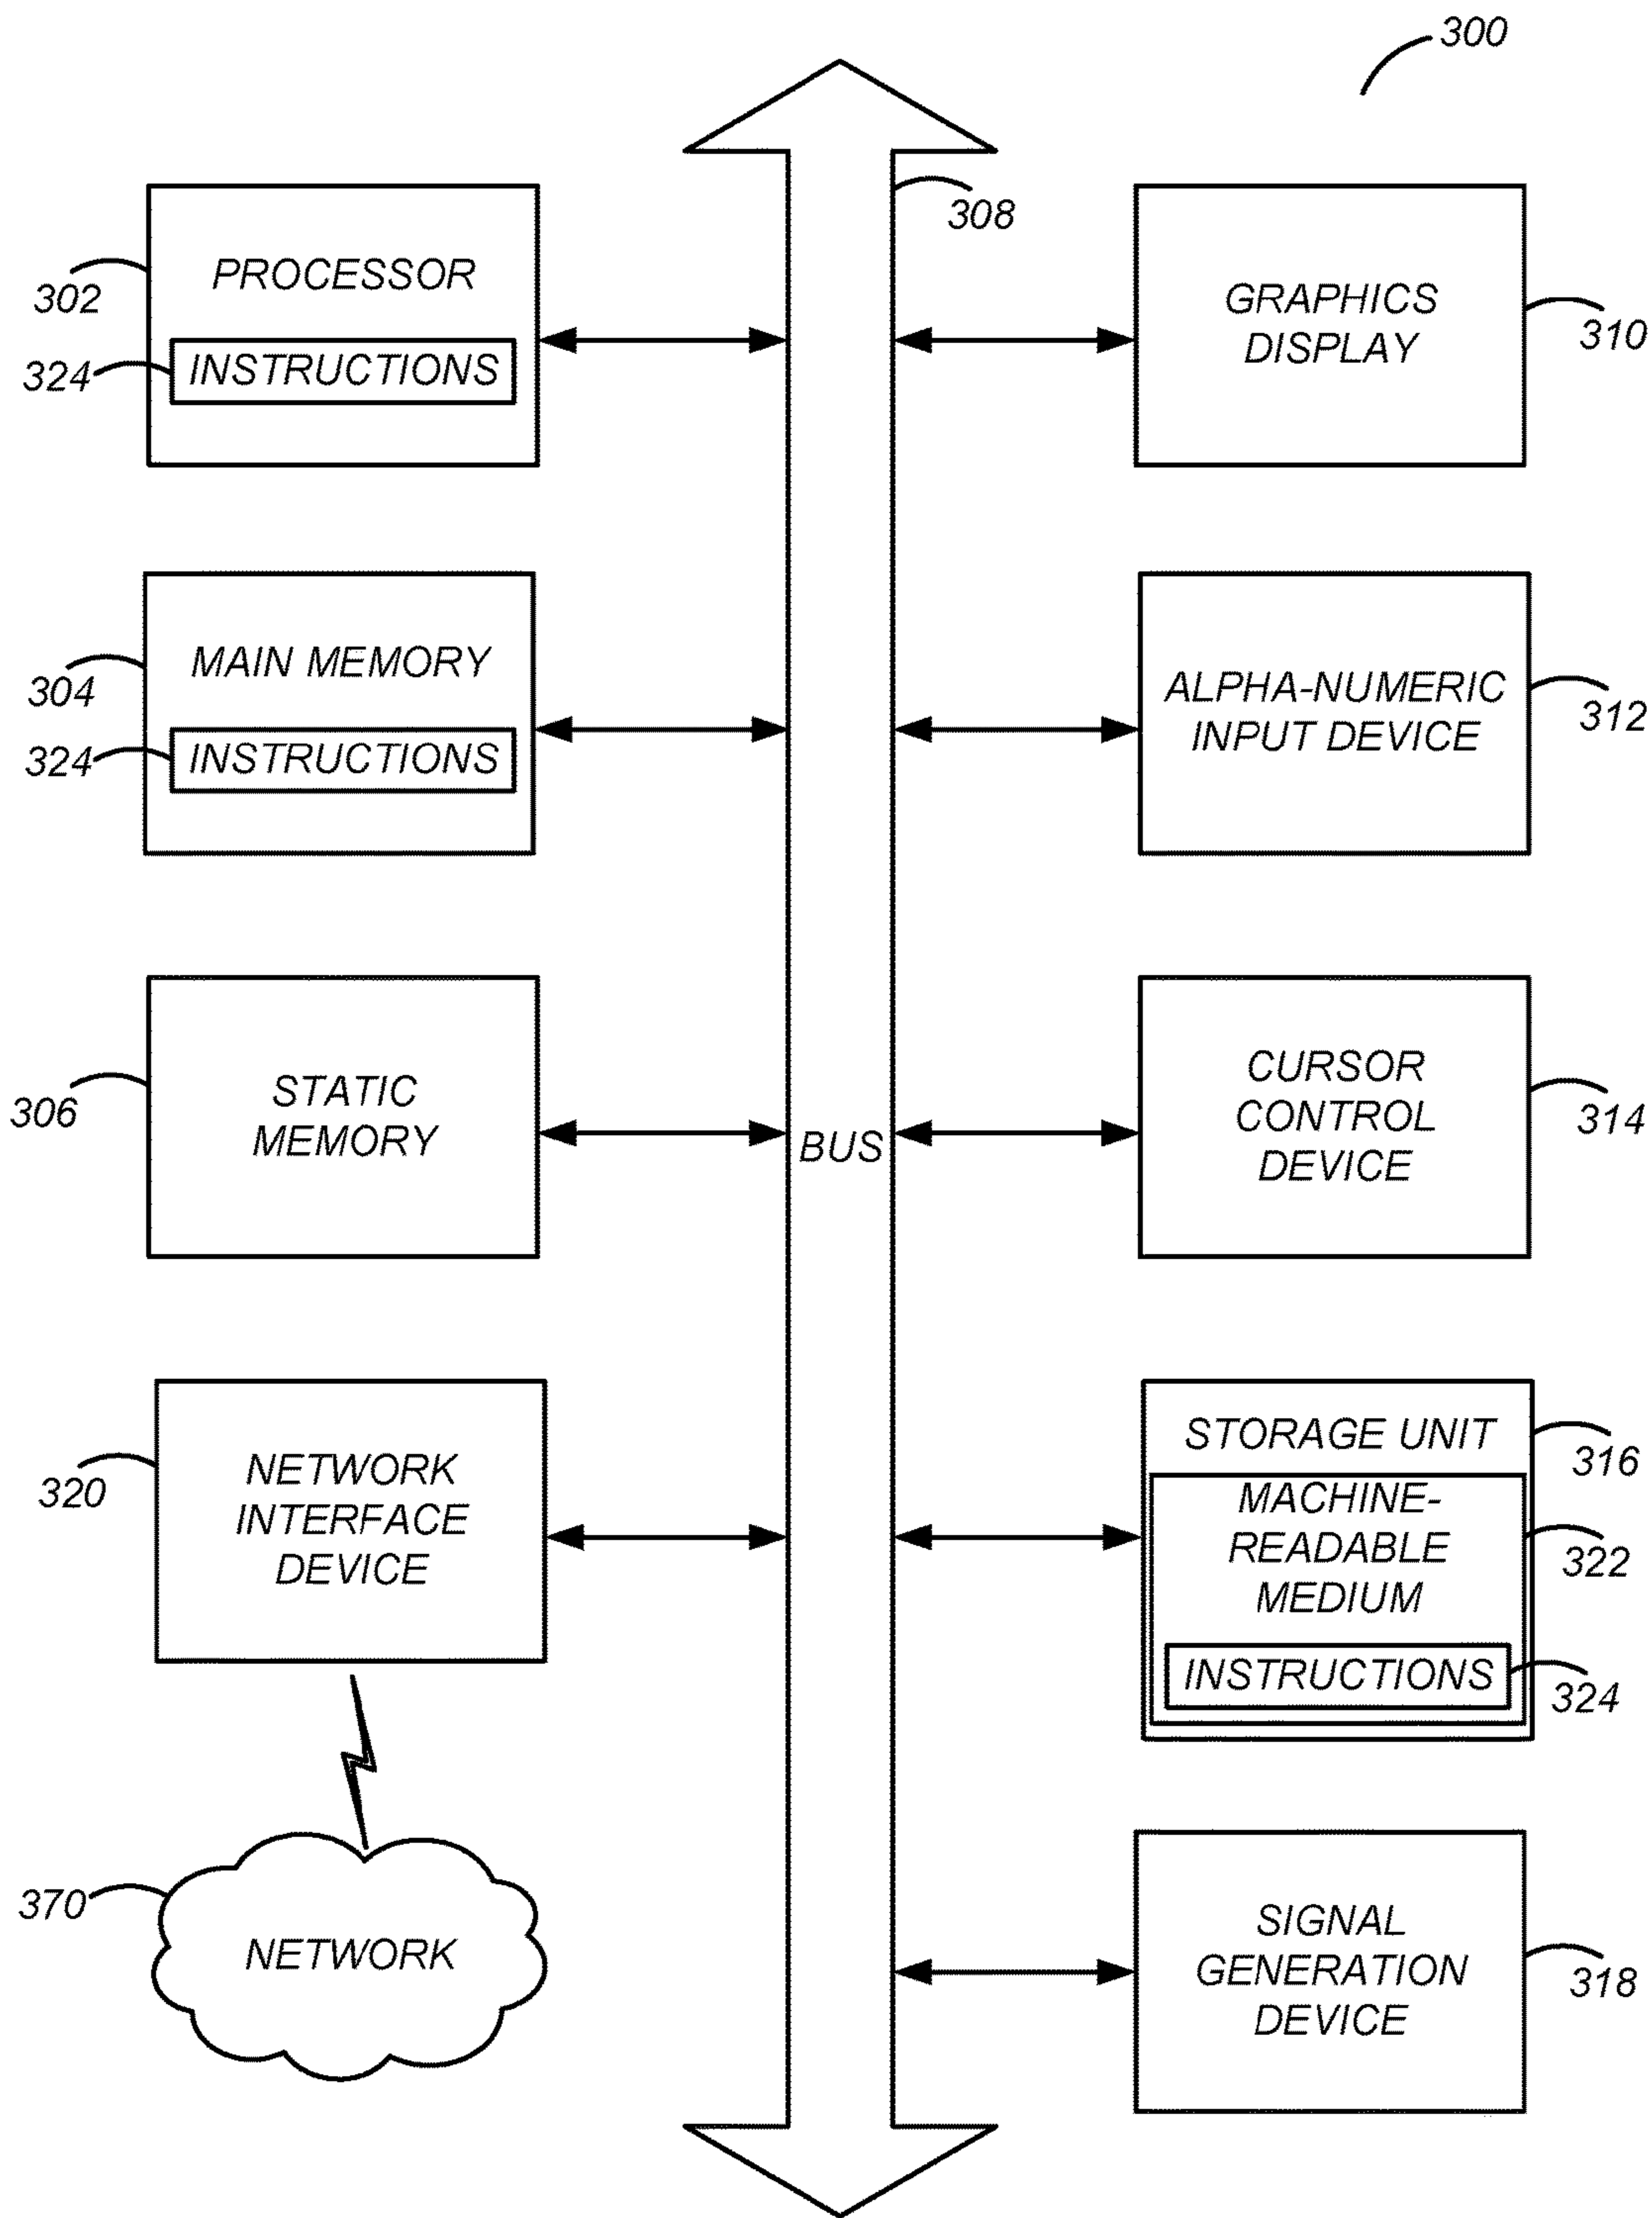 300
308
302
PROCESSOR
324
INSTRUCTIONS
GRAPHICS
DISPLAY
310
304
MAIN MEMORY
324
INSTRUCTIONS
ALPHA-NUMERIC
INPUT DEVICE
312
306
STATIC
MEMORY
BUS
CURSOR
CONTROL
DEVICE
314
320
NETWORK
INTERFACE
DEVICE
STORAGE UNIT
316
MACHINE-
READABLE
MEDIUM
322
INSTRUCTIONS
324
370
NETWORK
SIGNAL
GENERATION
DEVICE
318